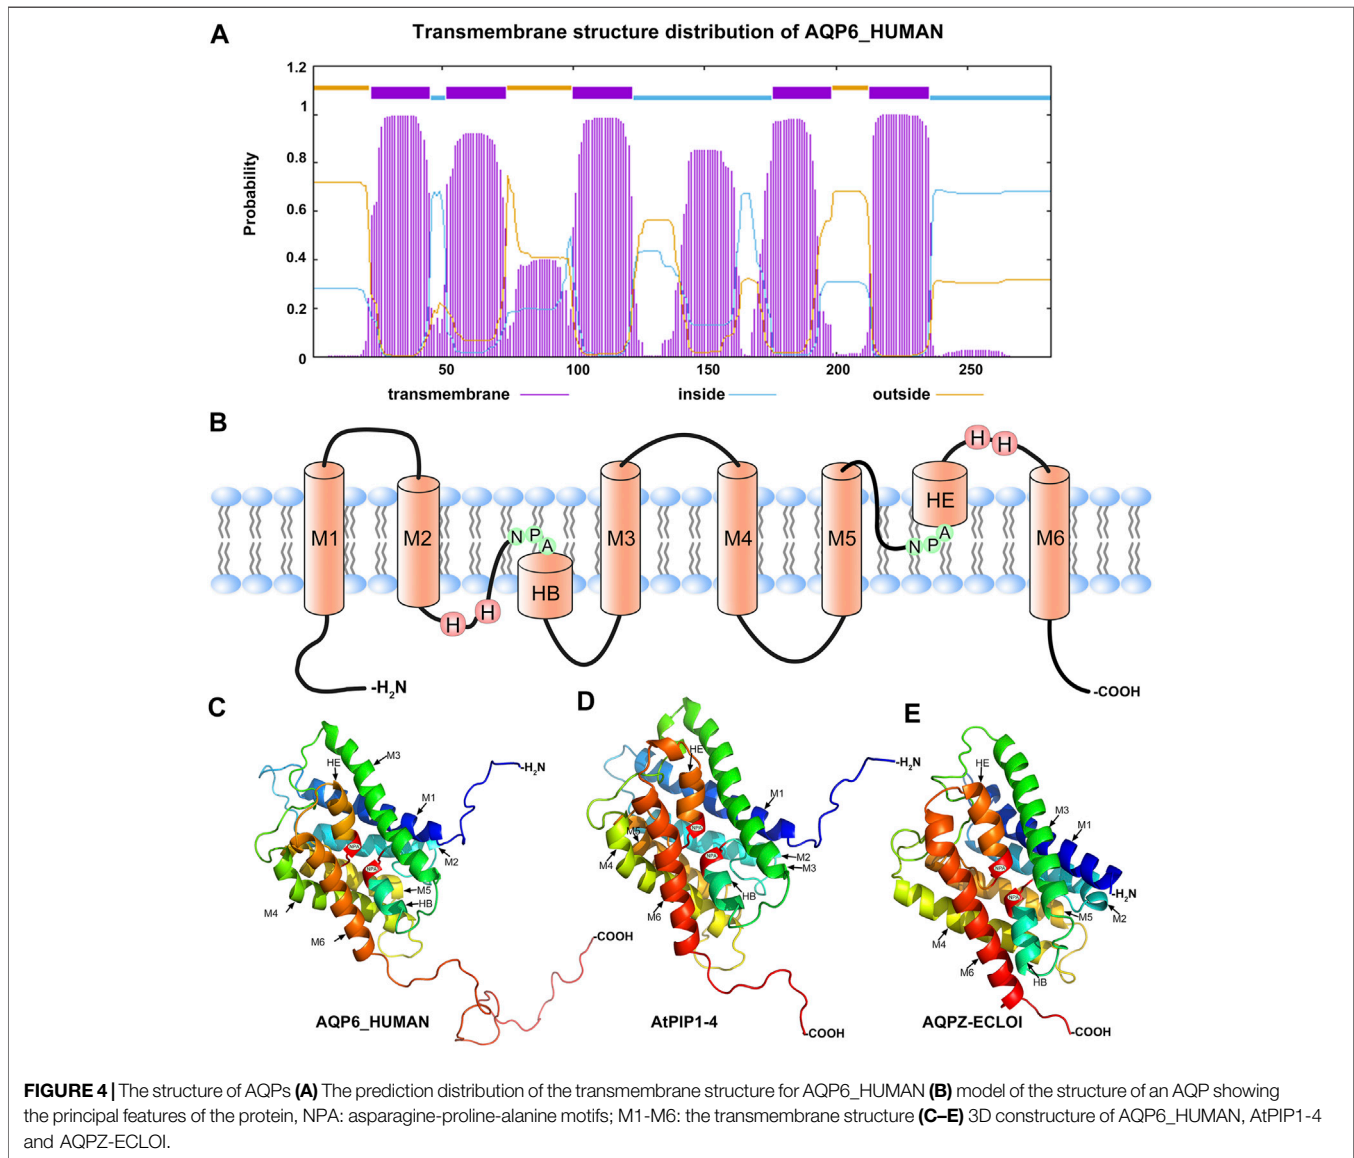 A
Transmembrane structure distribution of AQP6_HUMAN
1.2
1
0.8
0.6
0.4
0.2
0
Probability
50 100 150 200 250
transmembrane inside outside
B
H H
HE
N P A
N P A
M1 M2 M3 M4 M5 M6
HB
H H
-H2N
-COOH
C
HE
M3
-H2N
M1
NPA
M2
NPA
M5
HB
M4
M6
-COOH
AQP6_HUMAN
D
HE
-H2N
M1
M5
NPA
M4
NPA
M2
M3
HB
M6
-COOH
AtPIP1-4
E
HE
M3
M1
NPA
-H2N
NPA
M5
M2
M4
M6
HB
-COOH
AQPZ-ECLOI
FIGURE 4 | The structure of AQPs (A) The prediction distribution of the transmembrane structure for AQP6_HUMAN (B) model of the structure of an AQP showing
the principal features of the protein, NPA: asparagine-proline-alanine motifs; M1-M6: the transmembrane structure (C–E) 3D constructure of AQP6_HUMAN, AtPIP1-4
and AQPZ-ECLOI.